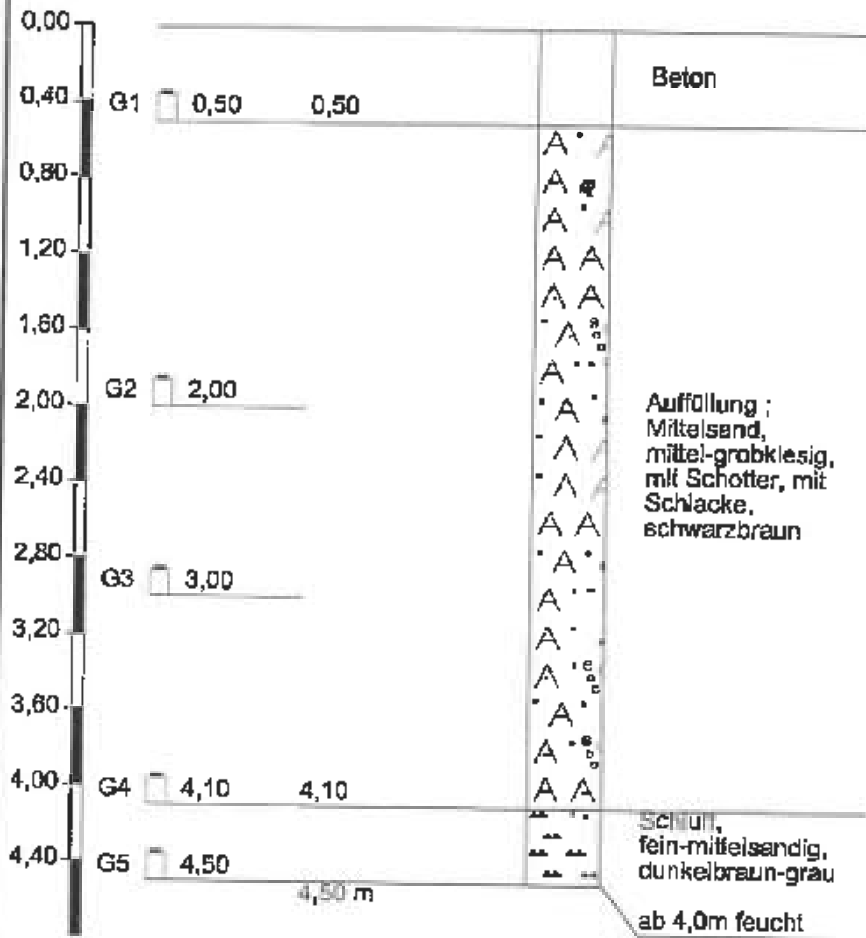 0,00
Beton
0,40
G1 0,50 0,50
0,80
1,20
1,60
G2 2,00
2,00
Auffüllung ;
Mittelsand,
mittel-grobkiesig,
mit Schotter, mit
Schlacke,
schwarzbraun
2,40
2,80
G3 3,00
3,20
3,60
4,00
G4 4,10 4,10
Schluff,
fein-mittelsandig,
dunkelbraun-grau
4,40
G5 4,50
4,50 m
ab 4,0m feucht